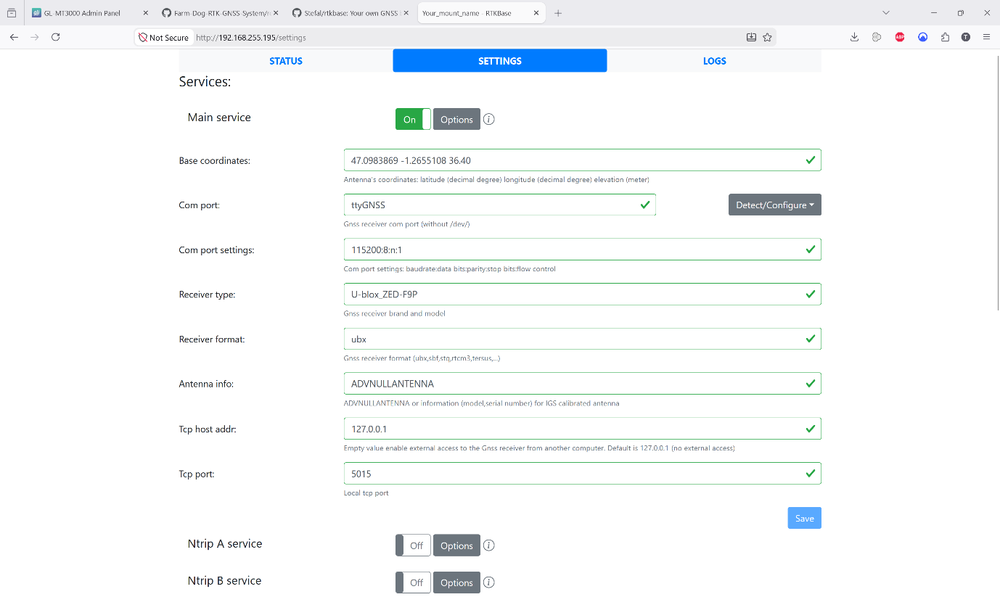 GL-MT3000 Admin Panel
Farm-Dog-RTK-GNSS-System/r
Stefal/rtkbase: Your own GNSS
Your_mount_name - RTKBase
Not Secure http://192.168.255.195/settings
ABP
T
STATUS SETTINGS LOGS
Services:
Main service On Options i
Base coordinates: 47.0983869 -1.2655108 36.40
Antenna's coordinates: latitude (decimal degree) longitude (decimal degree) elevation (meter)
Com port: ttyGNSS Detect/Configure
Gnss receiver com port (without /dev/)
Com port settings: 115200:8:n:1
Com port settings: baudrate:data bits:parity:stop bits:flow control
Receiver type: U-blox_ZED-F9P
Gnss receiver brand and model
Receiver format: ubx
Gnss receiver format (ubx,sbf,stq,rtcm3,tersus,...)
Antenna info: ADVNULLANTENNA
ADVNULLANTENNA or information (model,serial number) for IGS calibrated antenna
Tcp host addr: 127.0.0.1
Empty value enable external access to the Gnss receiver from another computer. Default is 127.0.0.1 (no external access)
Tcp port: 5015
Local tcp port
Save
Ntrip A service Off Options i
Ntrip B service Off Options i